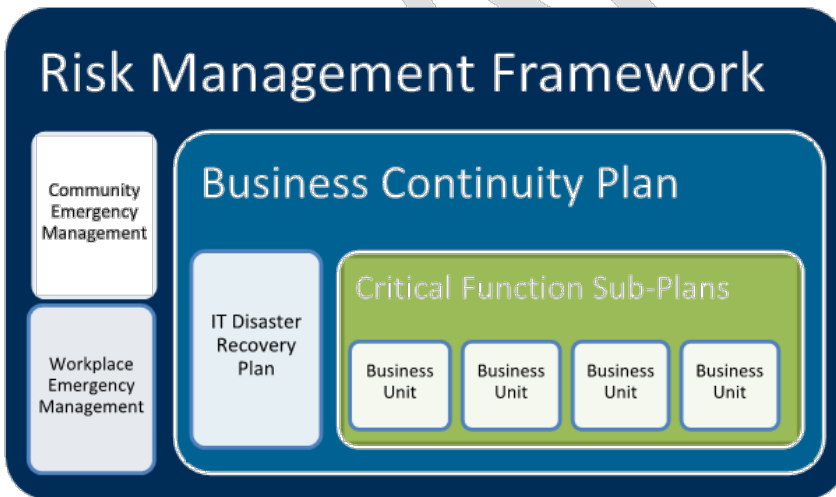 Risk Management Framework
Community
Emergency
Management
Business Continuity Plan
IT Disaster
Recovery
Plan
Critical Function Sub-Plans
Business
Unit
Business
Unit
Business
Unit
Business
Unit
Workplace
Emergency
Management